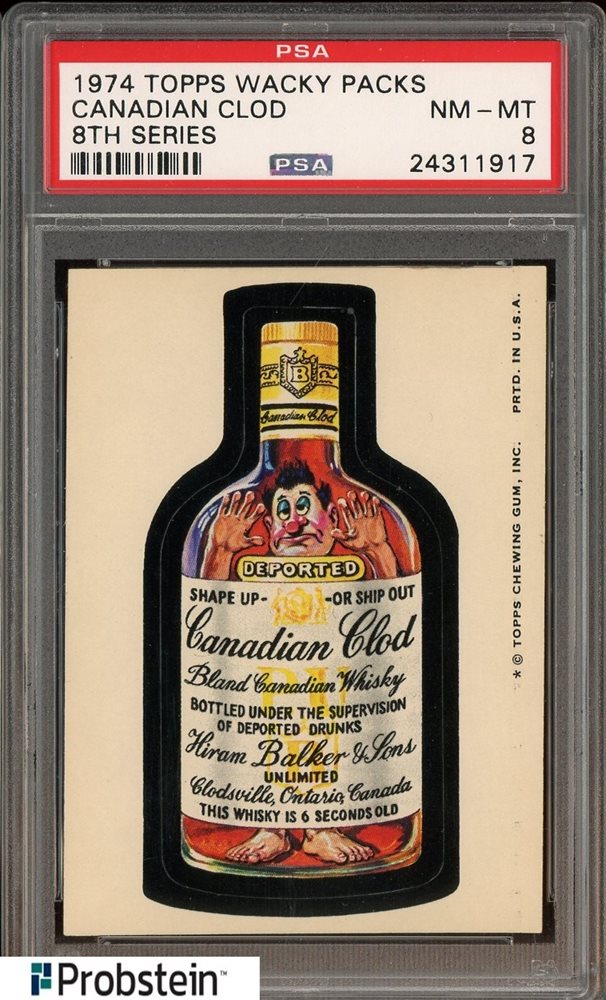 PSA
1974 TOPPS WACKY PACKS
CANADIAN CLOD NM - MT
8TH SERIES 8
PSA 24311917
B
Canadian Clod
DEPORTED
SHAPE UP- -OR SHIP OUT
Canadian Clod
Bland Canadian Whisky
BOTTLED UNDER THE SUPERVISION
OF DEPORTED DRUNKS
Hiram Balker & Sons
UNLIMITED
Clodsville, Ontario, Canada
THIS WHISKY IS 6 SECONDS OLD
* © TOPPS CHEWING GUM, INC. PRTD. IN U.S.A.
Probstein™